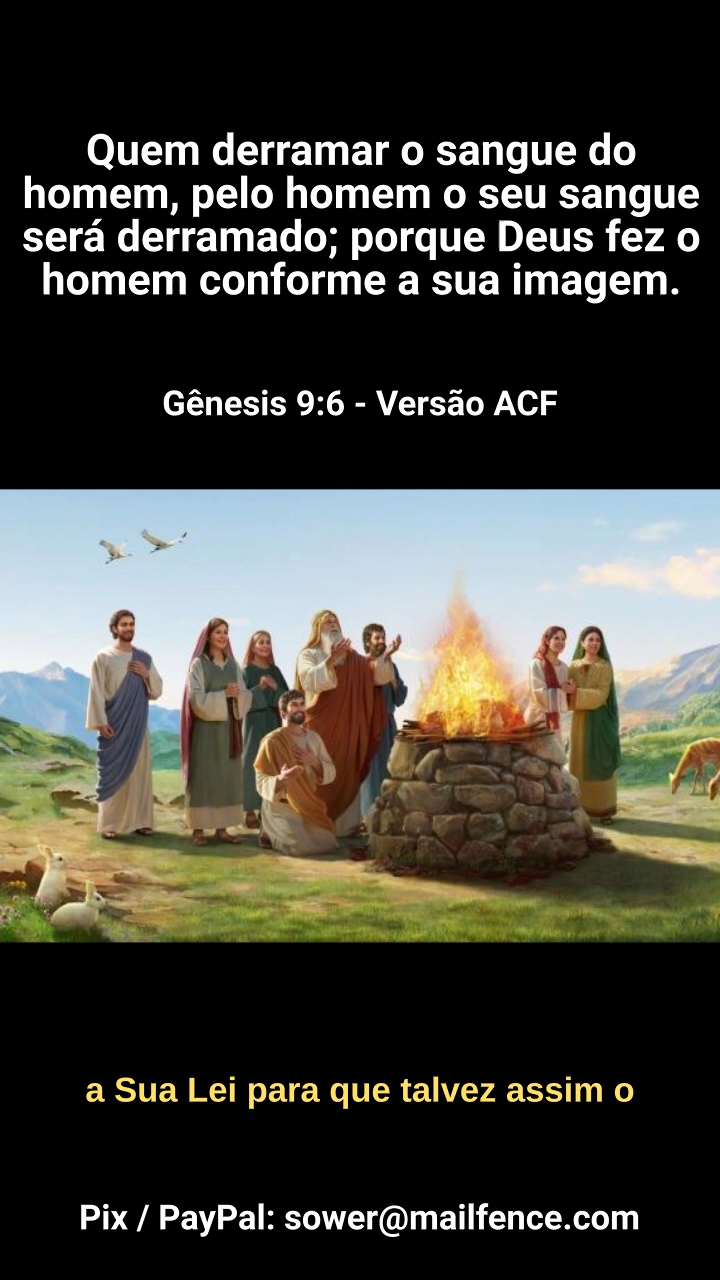 Quem derramar o sangue do
homem, pelo homem o seu sangue
será derramado; porque Deus fez o
homem conforme a sua imagem.
Gênesis 9:6 - Versão ACF
a Sua Lei para que talvez assim o
Pix / PayPal: sower@mailfence.com